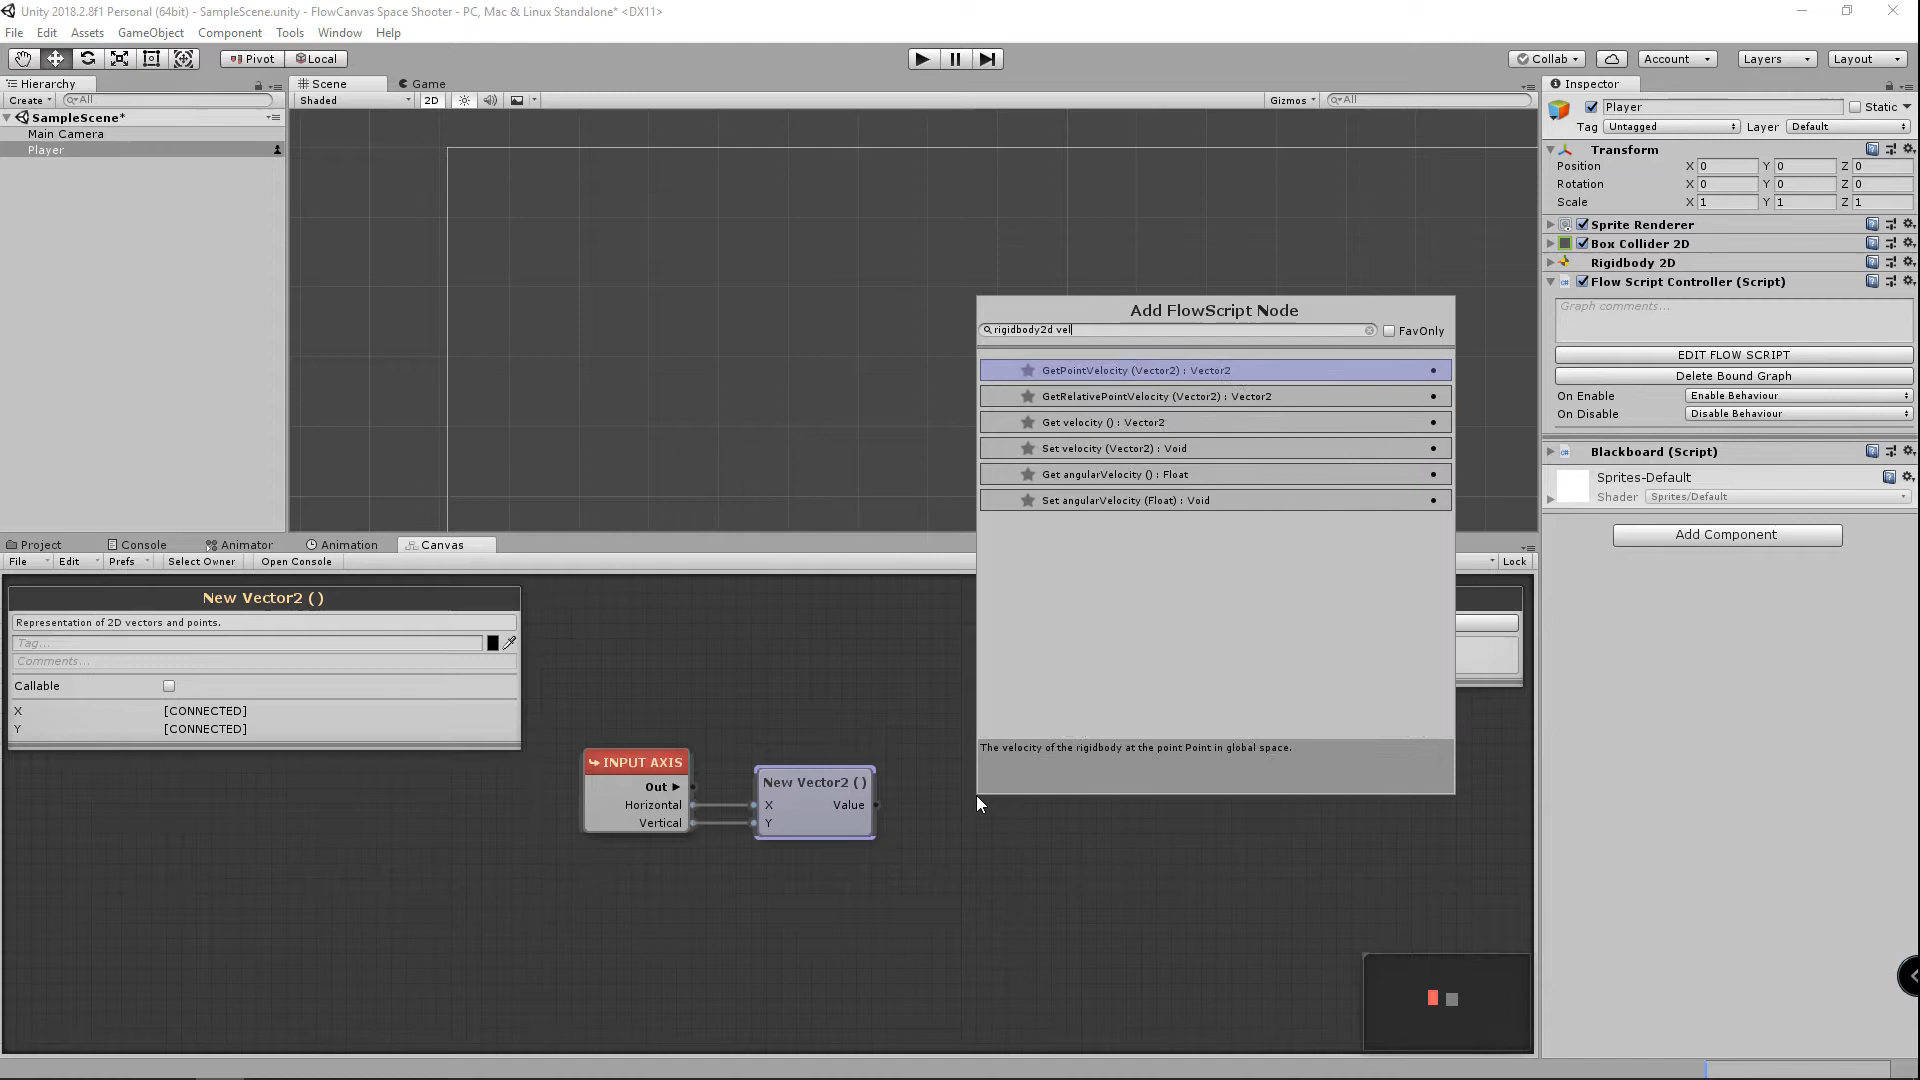 Unity 2018.2.8f1 Personal (64bit) - SampleScene.unity - FlowCanvas Space Shooter - PC, Mac & Linux Standalone* <DX11>
File Edit Assets GameObject Component Tools Window Help
Pivot Local Collab Account Layers Layout
Hierarchy
Create All
SampleScene*
Main Camera
Player
Scene Game
Shaded 2D Gizmos All
Inspector
Player Static
Tag Untagged Layer Default
Transform
Position X 0 Y 0 Z 0
Rotation X 0 Y 0 Z 0
Scale X 1 Y 1 Z 1
Sprite Renderer
Box Collider 2D
Rigidbody 2D
Flow Script Controller (Script)
Graph comments...
EDIT FLOW SCRIPT
Delete Bound Graph
On Enable Enable Behaviour
On Disable Disable Behaviour
Blackboard (Script)
Sprites-Default
Shader Sprites/Default
Add Component
Add FlowScript Node
rigidbody2d vel FavOnly
GetPointVelocity (Vector2) : Vector2
GetRelativePointVelocity (Vector2) : Vector2
Get velocity () : Vector2
Set velocity (Vector2) : Void
Get angularVelocity () : Float
Set angularVelocity (Float) : Void
The velocity of the rigidbody at the point Point in global space.
Project Console Animator Animation Canvas
File Edit Prefs Select Owner Open Console Lock
New Vector2 ( )
Representation of 2D vectors and points.
Tag...
Comments...
Callable
X [CONNECTED]
Y [CONNECTED]
INPUT AXIS
Out
Horizontal
Vertical
New Vector2 ( )
X Value
Y